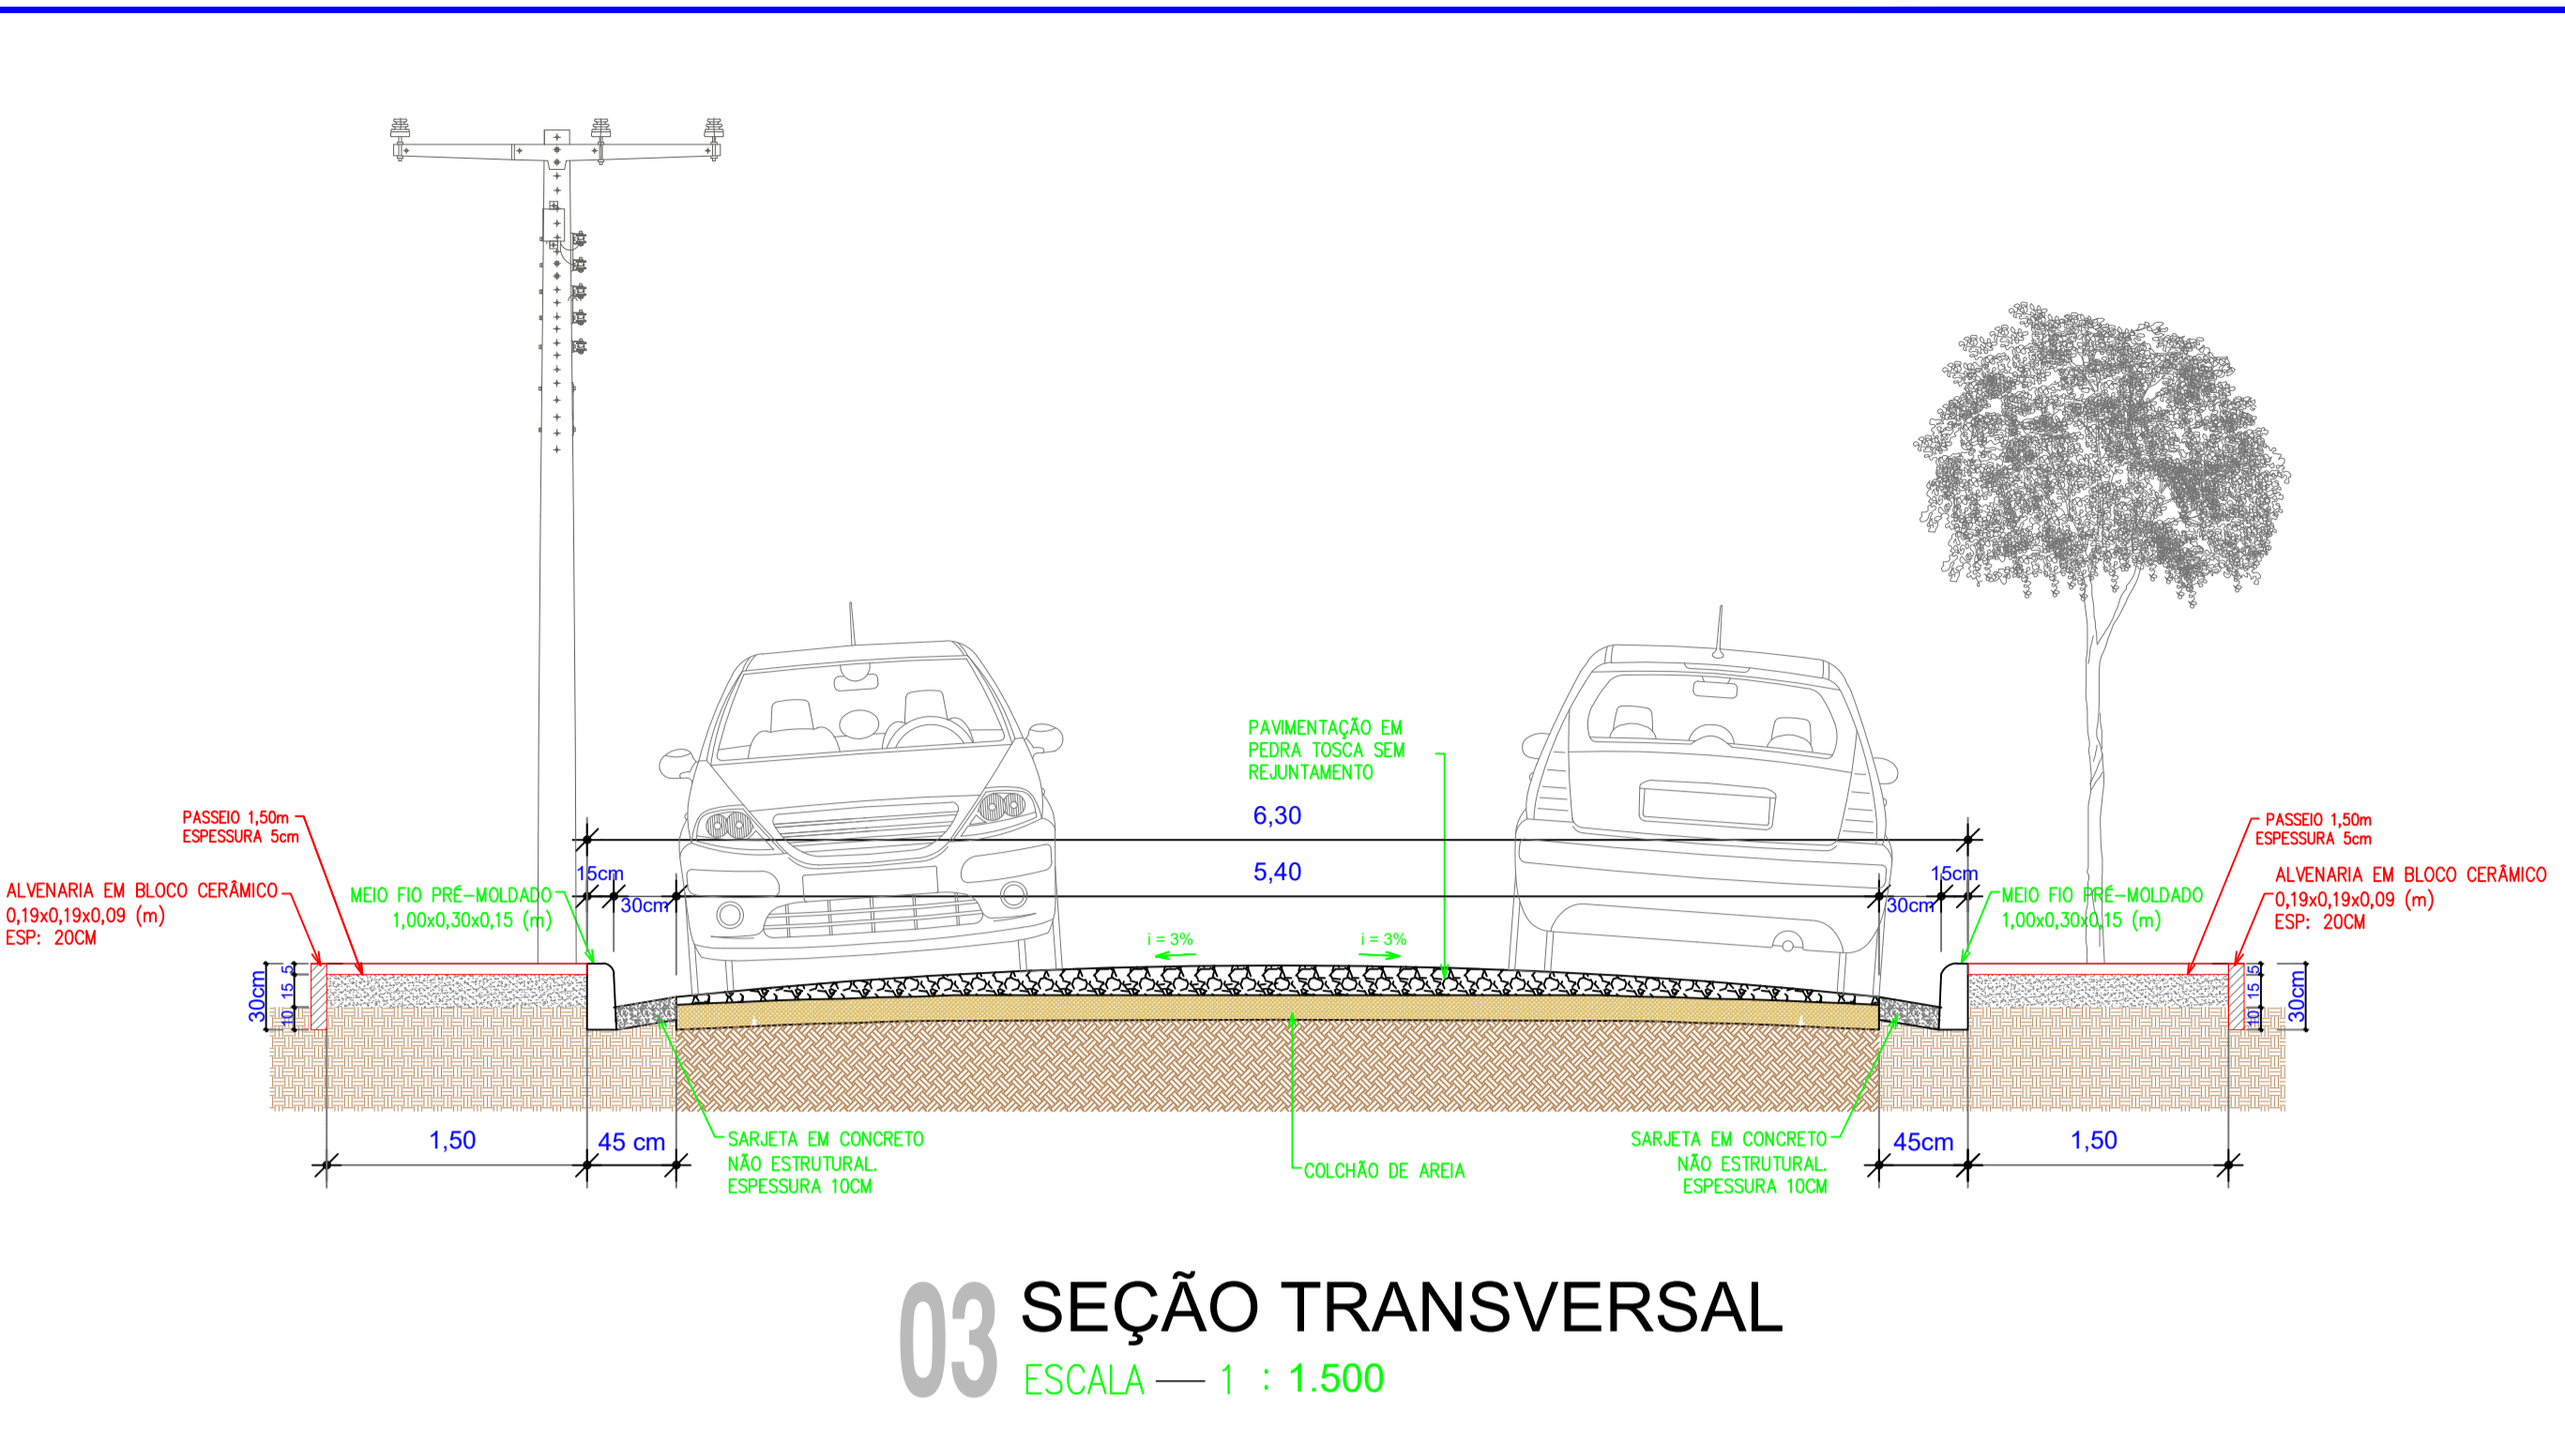 PAVIMENTAÇÃO EM
PEDRA TOSCA SEM
REJUNTAMENTO
6,30
5,40
15cm
30cm
15cm
30cm
PASSEIO 1,50m
ESPESSURA 5cm
ALVENARIA EM BLOCO CERÂMICO
0,19x0,19x0,09 (m)
ESP: 20CM
MEIO FIO PRÉ-MOLDADO
1,00x0,30x0,15 (m)
PASSEIO 1,50m
ESPESSURA 5cm
ALVENARIA EM BLOCO CERÂMICO
0,19x0,19x0,09 (m)
ESP: 20CM
MEIO FIO PRÉ-MOLDADO
1,00x0,30x0,15 (m)
i = 3%
i = 3%
30cm
5
15
10
5
15
10
30cm
1,50
45 cm
SARJETA EM CONCRETO
NÃO ESTRUTURAL.
ESPESSURA 10CM
COLCHÃO DE AREIA
SARJETA EM CONCRETO
NÃO ESTRUTURAL.
ESPESSURA 10CM
45cm
1,50
03 SEÇÃO TRANSVERSAL
ESCALA — 1 : 1.500